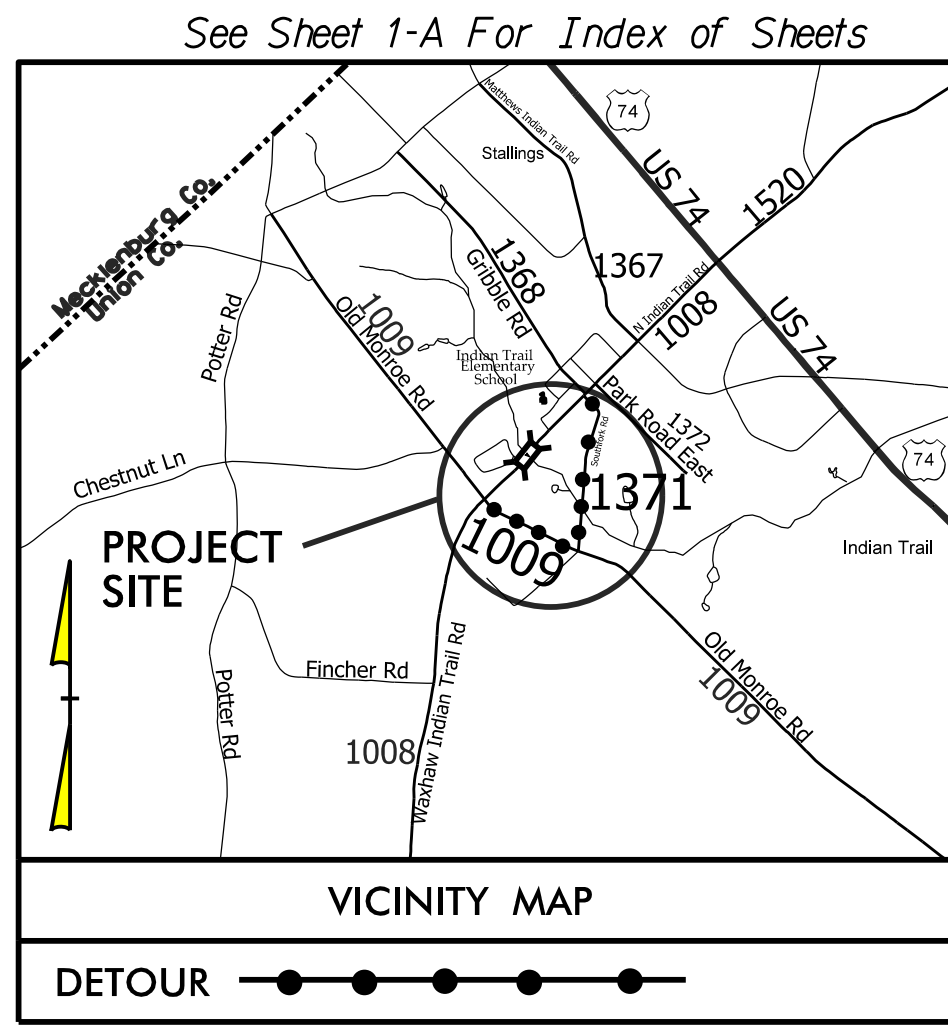 See Sheet 1-A For Index of Sheets
Matthews Indian Trail Rd
74
Stallings
US 74
1520
Mecklenburg Co.
Union Co.
1368
Gribble Rd
1367
N Indian Trail Rd
1008
Potter Rd
1009
Old Monroe Rd
US 74
Indian Trail
Elementary
School
Park Road East
1372
Southfork Rd
74
Chestnut Ln
1371
PROJECT
SITE
1009
Indian Trail
Fincher Rd
Old Monroe Rd
1009
Potter Rd
Waxhaw Indian Trail Rd
1008
VICINITY MAP
DETOUR